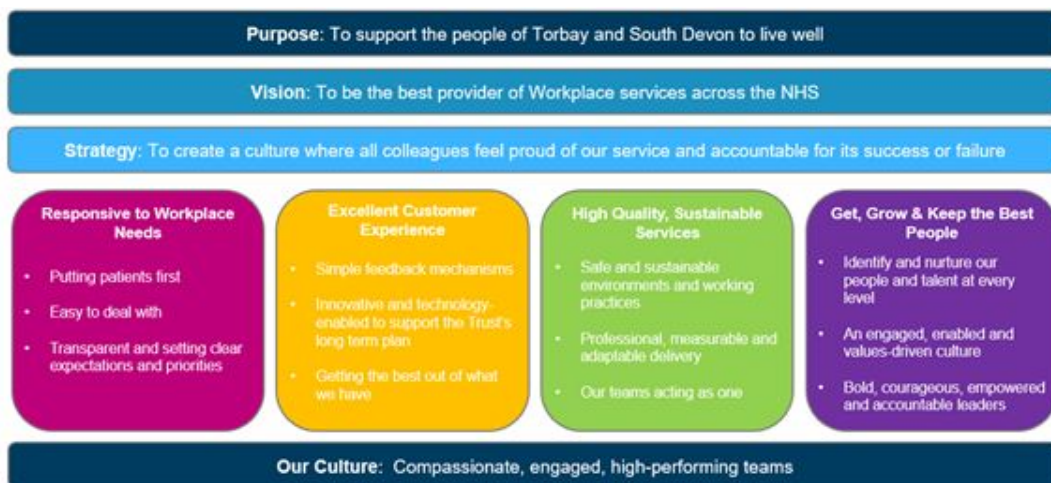 Purpose: To support the people of Torbay and South Devon to live well
Vision: To be the best provider of Workplace services across the NHS
Strategy: To create a culture where all colleagues feel proud of our service and accountable for its success or failure
Responsive to Workplace
Needs
• Putting patients first
• Easy to deal with
• Transparent and setting clear
expectations and priorities
Excellent Customer
Experience
• Simple feedback mechanisms
• Innovative and technology-
enabled to support the Trust's
long term plan
• Getting the best out of what
we have
High Quality, Sustainable
Services
• Safe and sustainable
environments and working
practices
• Professional, measurable and
adaptable delivery
• Our teams acting as one
Get, Grow & Keep the Best
People
• Identify and nurture our
people and talent at every
level
• An engaged, enabled and
values-driven culture
• Bold, courageous, empowered
and accountable leaders
Our Culture: Compassionate, engaged, high-performing teams